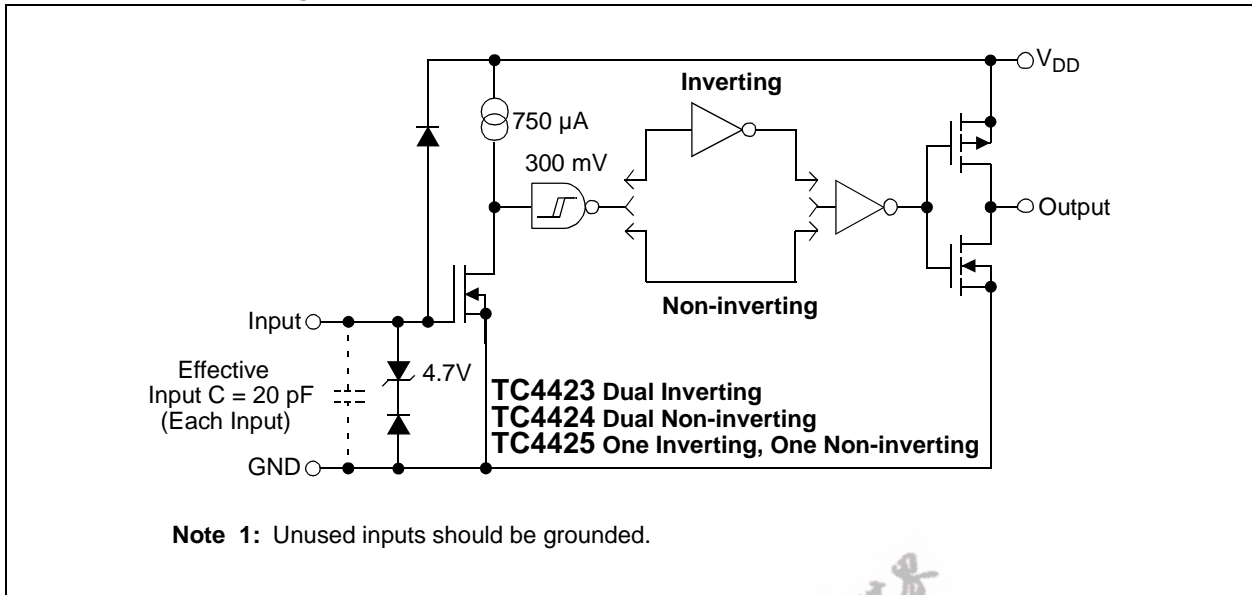 V_DD
Inverting
750 µA
300 mV
Output
Non-inverting
Input
Effective
Input C = 20 pF
(Each Input)
4.7V
TC4423 Dual Inverting
TC4424 Dual Non-inverting
TC4425 One Inverting, One Non-inverting
GND
Note 1: Unused inputs should be grounded.